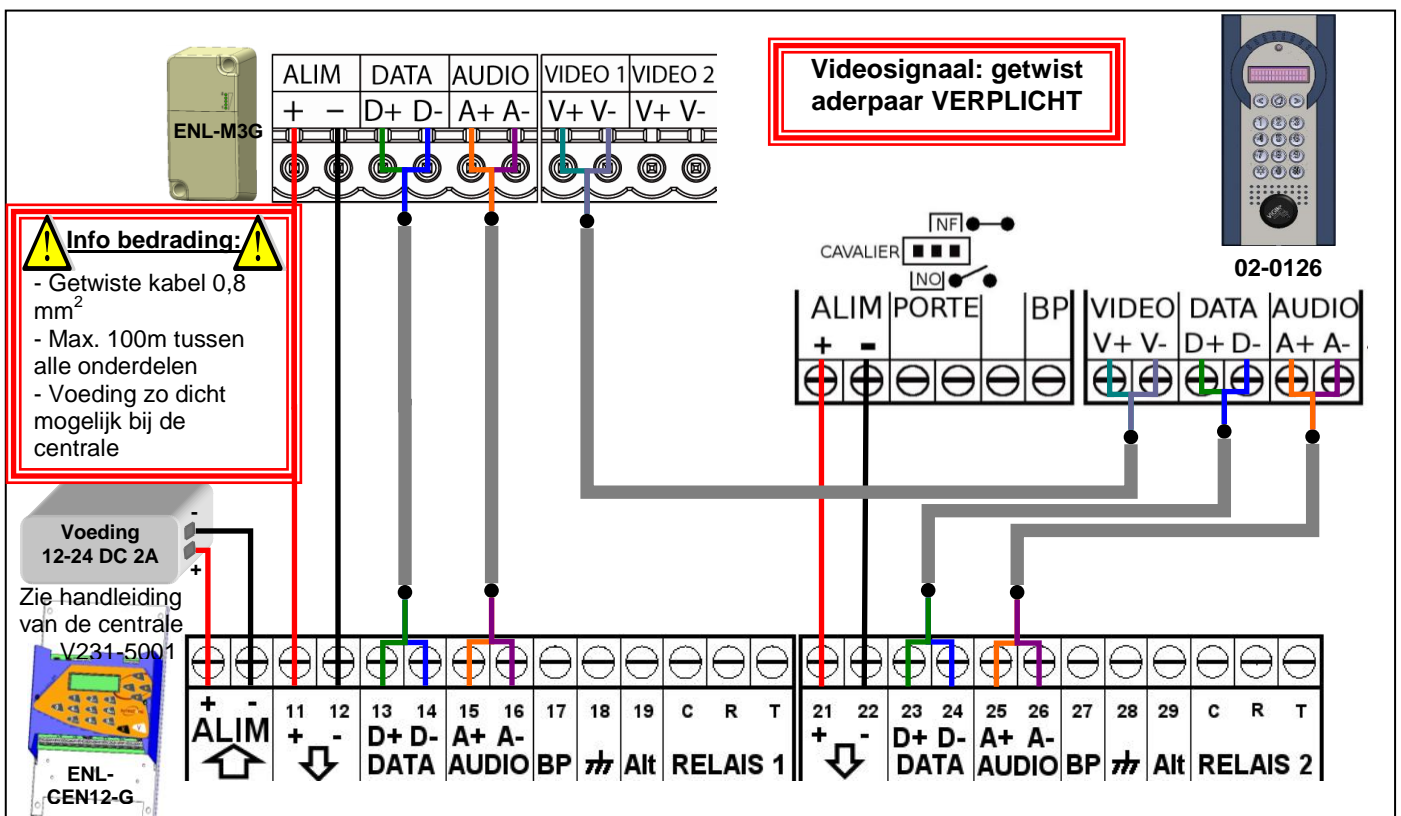 ALIM DATA AUDIO VIDEO 1 VIDEO 2
+ − D+ D- A+ A- V+ V- V+ V-
ENL-M3G
Videosignaal: getwist
aderpaar VERPLICHT
02-0126
Info bedrading:
- Getwiste kabel 0,8
mm²
- Max. 100m tussen
alle onderdelen
- Voeding zo dicht
mogelijk bij de
centrale
NF
CAVALIER
NO
ALIM PORTE BP VIDEO DATA AUDIO
+ - V+ V- D+ D- A+ A-
-
Voeding
12-24 DC 2A
+
Zie handleiding
van de centrale
V231-5001
ENL-
CEN12-G
+ - 11 12 13 14 15 16 17 18 19 C R T 21 22 23 24 25 26 27 28 29 C R T
ALIM + - D+ D- A+ A- + - D+ D- A+ A-
DATA AUDIO BP Alt RELAIS 1 DATA AUDIO BP Alt RELAIS 2